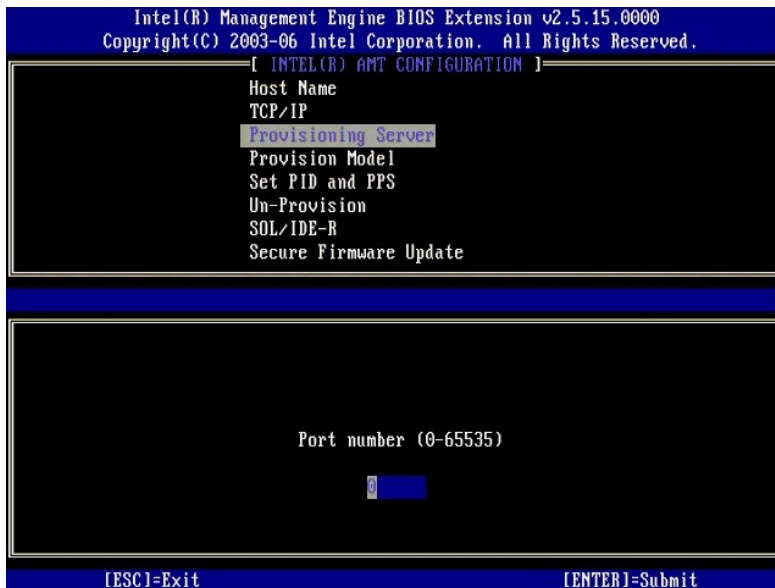 Intel(R) Management Engine BIOS Extension v2.5.15.0000
Copyright(C) 2003-06 Intel Corporation. All Rights Reserved.
[ INTEL(R) AMT CONFIGURATION ]
Host Name
TCP/IP
Provisioning Server
Provision Model
Set PID and PPS
Un-Provision
SOL/IDE-R
Secure Firmware Update
Port number (0-65535)
0
[ESC]=Exit [ENTER]=Submit